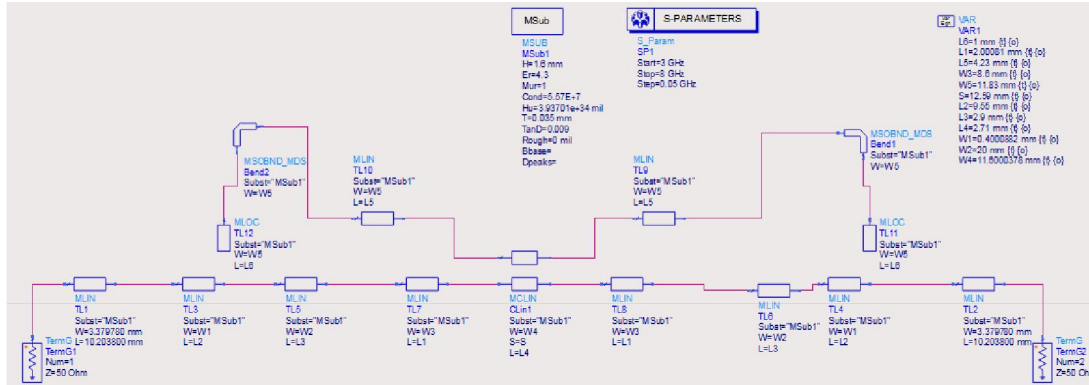 MSub
MSUB
MSub1
H=1.6 mm
Er=4.3
Mur=1
Cond=5.57E+7
Hu=3.93701e+34 mil
T=0.035 mm
TanD=0.009
Rough=0 mil
Bbase=
Dpeaks=
S-PARAMETERS
S_Param
SP1
Start=3 GHz
Stop=8 GHz
Step=0.05 GHz
VAR
VAR1
L6=1 mm {t} {o}
L1=2.00081 mm {t} {o}
L5=4.23 mm {t} {o}
W3=8.6 mm {t} {o}
W5=11.83 mm {t} {o}
S=12.59 mm {t} {o}
L2=9.55 mm {t} {o}
L3=2.9 mm {t} {o}
L4=2.71 mm {t} {o}
W1=0.4000882 mm {t} {o}
W2=20 mm {t} {o}
W4=11.6000378 mm {t} {o}
MSOBND_MDS
Bend2
Subst="MSub1"
W=W5
MLIN
TL10
Subst="MSub1"
W=W5
L=L5
MLIN
TL9
Subst="MSub1"
W=W5
L=L5
MSOBND_MDS
Bend1
Subst="MSub1"
W=W5
MLOC
TL12
Subst="MSub1"
W=W5
L=L6
MLOC
TL11
Subst="MSub1"
W=W5
L=L6
MLIN
TL1
Subst="MSub1"
W=3.379780 mm
L=10.203800 mm
MLIN
TL3
Subst="MSub1"
W=W1
L=L2
MLIN
TL5
Subst="MSub1"
W=W2
L=L3
MLIN
TL7
Subst="MSub1"
W=W3
L=L1
MCLIN
CLin1
Subst="MSub1"
W=W4
S=S
L=L4
MLIN
TL8
Subst="MSub1"
W=W3
L=L1
MLIN
TL6
Subst="MSub1"
W=W2
L=L3
MLIN
TL4
Subst="MSub1"
W=W1
L=L2
MLIN
TL2
Subst="MSub1"
W=3.379780 mm
L=10.203800 mm
TermG
TermG1
Num=1
Z=50 Ohm
TermG
TermG2
Num=2
Z=50 Oh